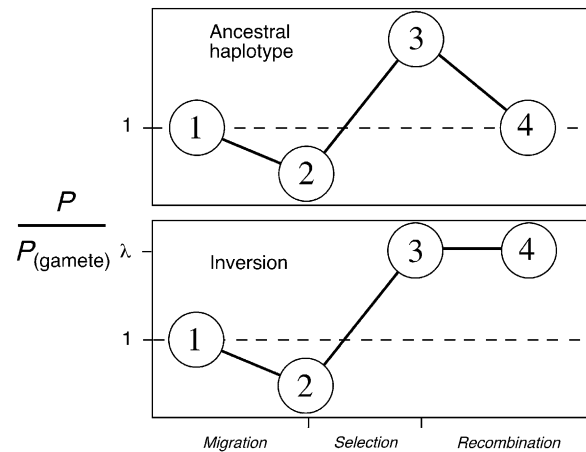 Ancestral
haplotype
3
1 1 4
2
P
P(gamete)
λ
Inversion
3 4
1 1
2
Migration Selection Recombination